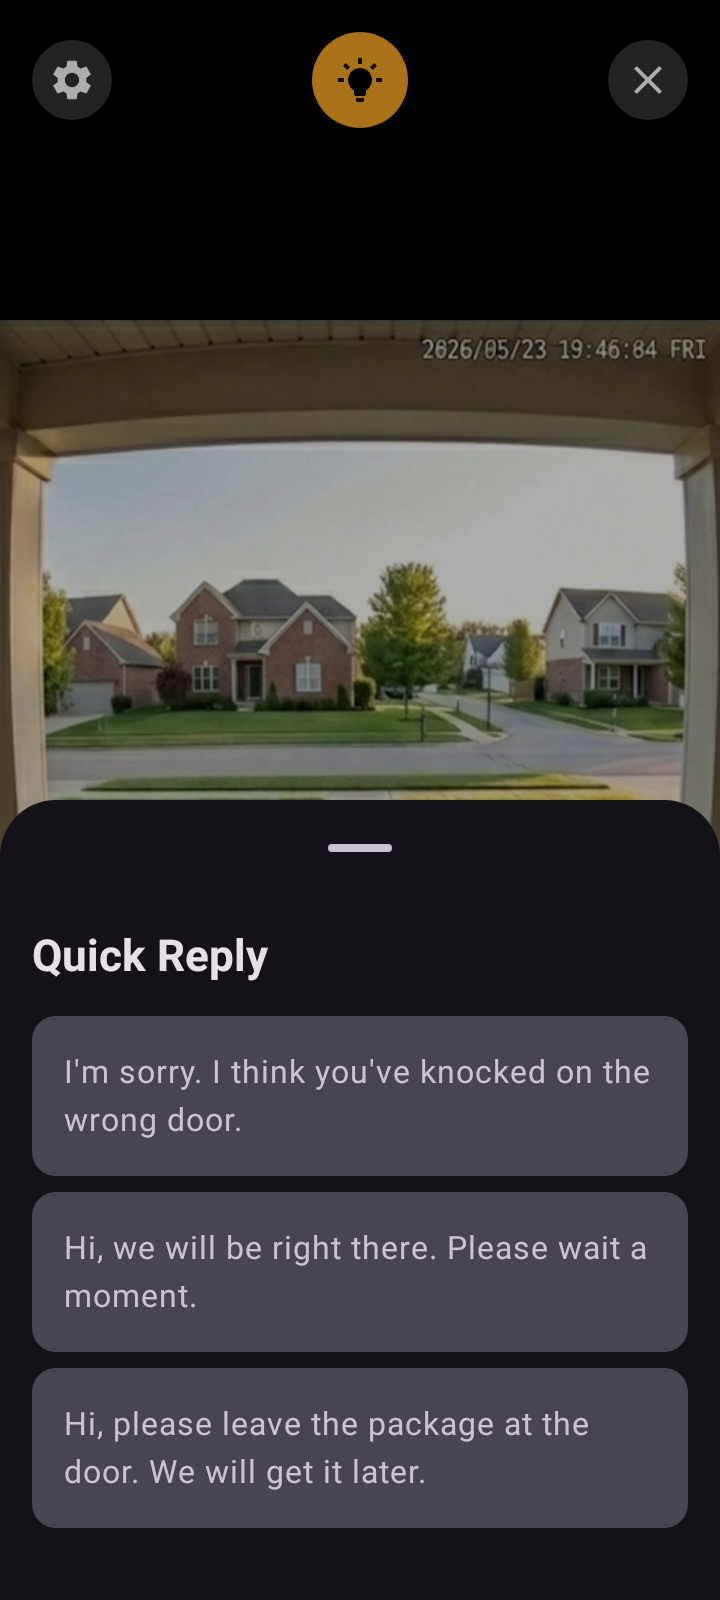 2026/05/23 19:46:04 FRI
Quick Reply
I'm sorry. I think you've knocked on the
wrong door.
Hi, we will be right there. Please wait a
moment.
Hi, please leave the package at the
door. We will get it later.